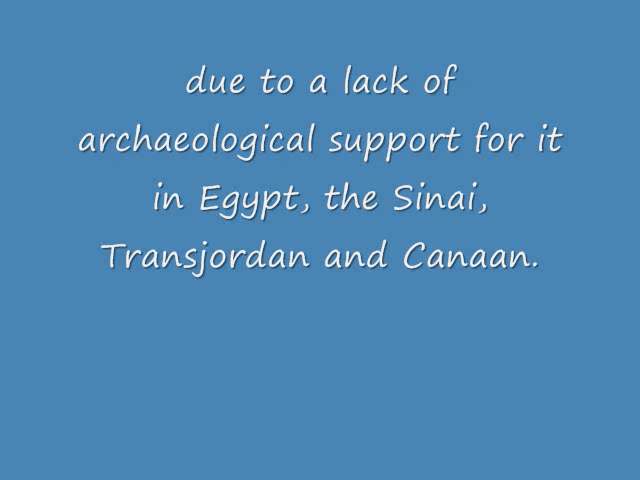 due to a lack of
archaeological support for it
in Egypt, the Sinai,
Transjordan and Canaan.